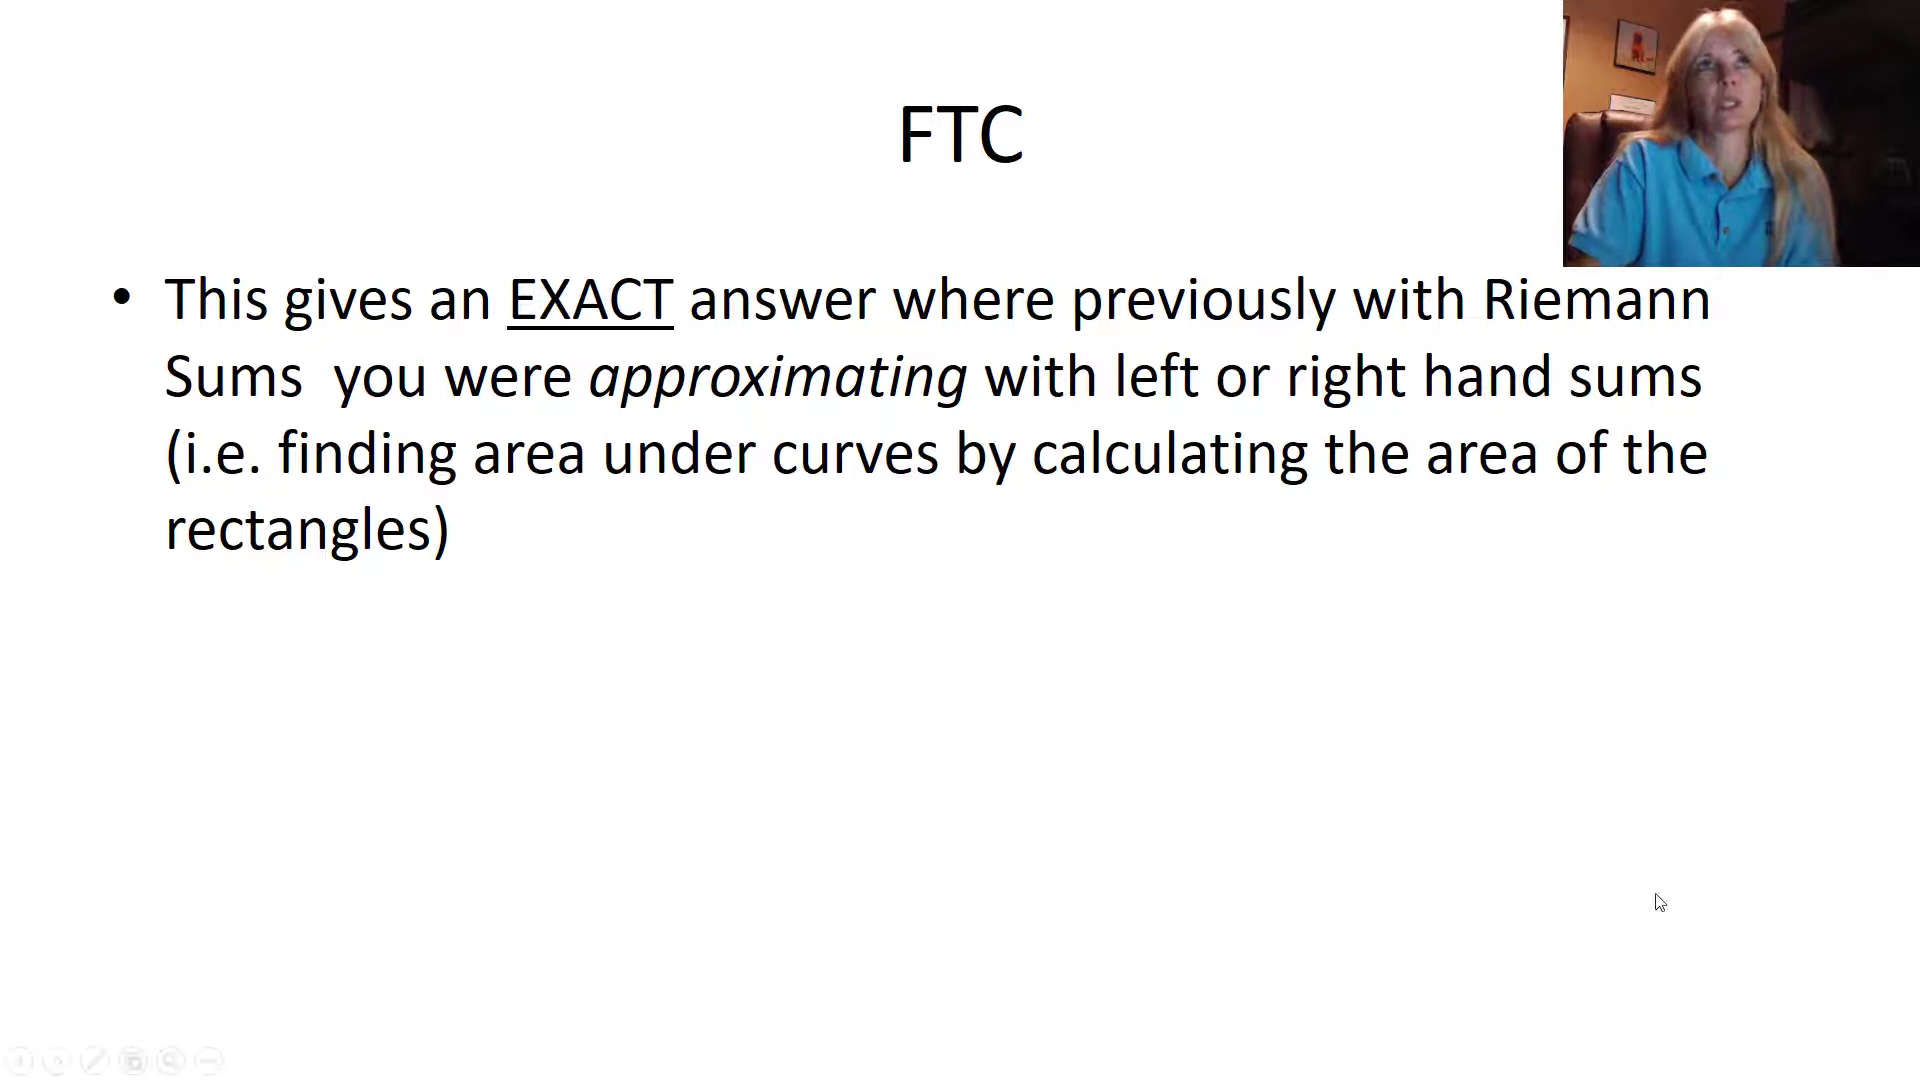 FTC
• This gives an EXACT answer where previously with Riemann
Sums  you were approximating with left or right hand sums
(i.e. finding area under curves by calculating the area of the
rectangles)